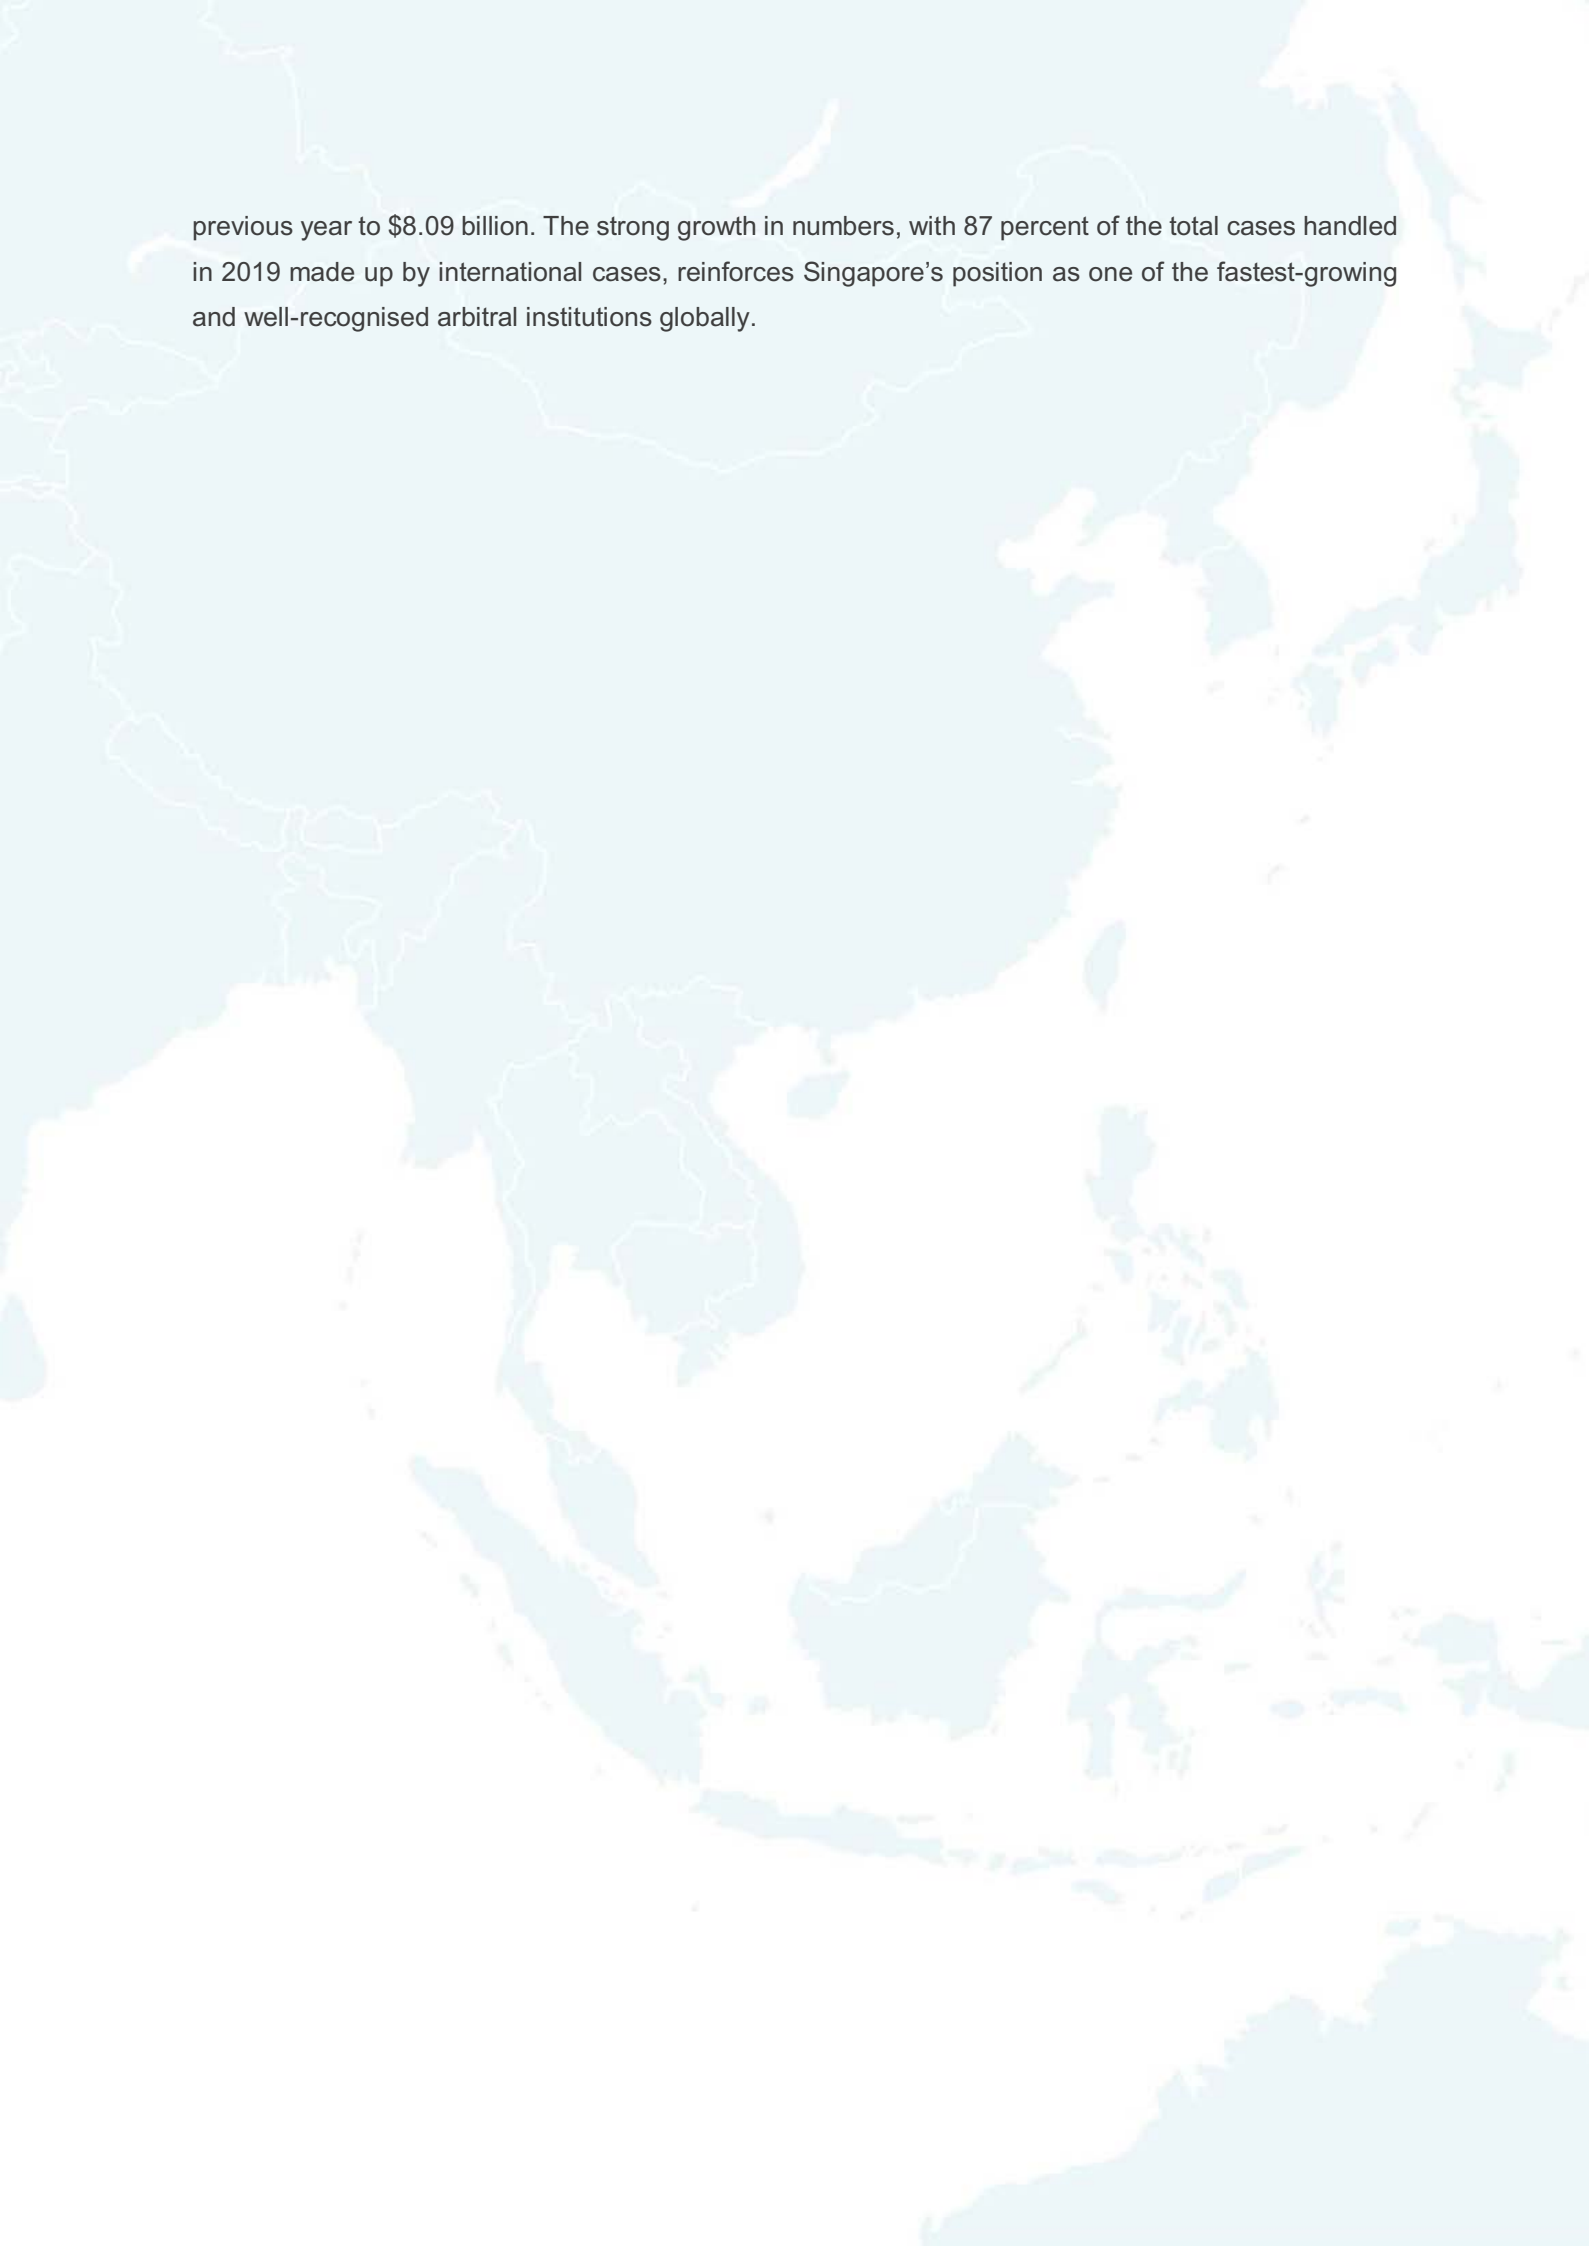 previous year to $8.09 billion. The strong growth in numbers, with 87 percent of the total cases handled
in 2019 made up by international cases, reinforces Singapore’s position as one of the fastest-growing
and well-recognised arbitral institutions globally.